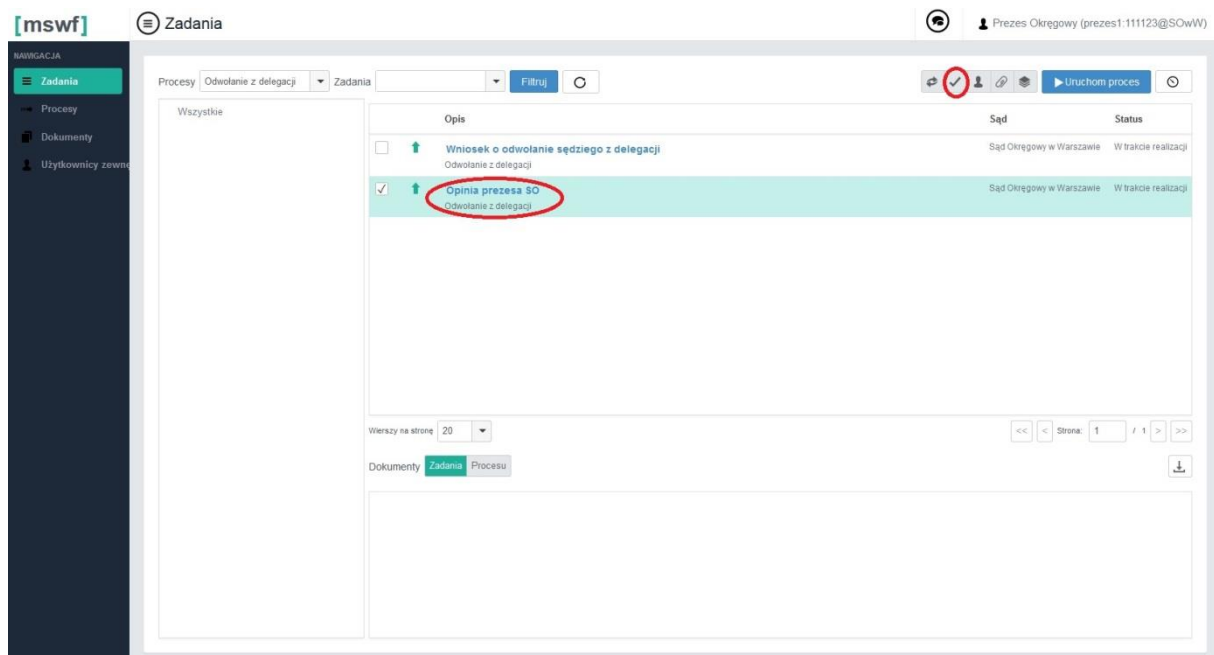 [mswf]
Zadania
Prezes Okręgowy (prezes1:111123@SOwW)
NAWIGACJA
Zadania
Procesy
Dokumenty
Użytkownicy zewnę
Procesy Odwołanie z delegacji Zadania Filtruj Uruchom proces
Wszystkie
Opis Sąd Status
Wniosek o odwołanie sędziego z delegacji Sąd Okręgowy w Warszawie W trakcie realizacji
Odwołanie z delegacji
Opinia prezesa SO Sąd Okręgowy w Warszawie W trakcie realizacji
Odwołanie z delegacji
Wierszy na stronę 20 << < Strona: 1 / 1 > >>
Dokumenty Zadania Procesu